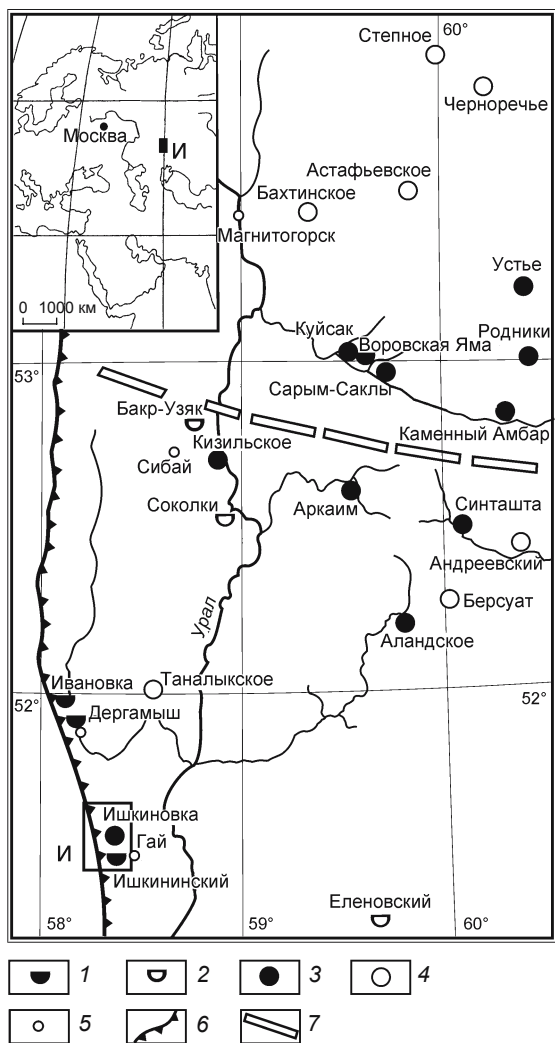 Степное
60°
Черноречье
Москва
И
0 1000 км
Астафьевское
Бахтинское
Магнитогорск
Устье
Куйсак
Воровская Яма
Родники
53°
Сарым-Саклы
Бакр-Узяк
Кизильское
Каменный Амбар
Сибай
Соколки
Аркаим
Синташта
Андреевский
Берсуат
Урал
Аландское
Ивановка
Таналыкское
52°
52°
Дергамыш
Ишкиновка
Гай
И
Ишкининский
Еленовский
58°
59°
60°
1
2
3
4
5
6
7